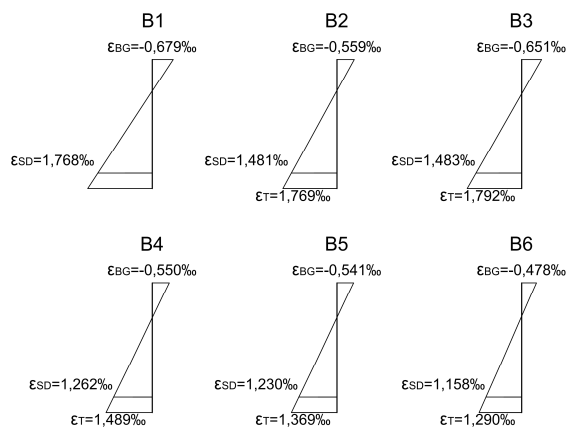 B1 B2 B3
εBG=-0,679‰ εBG=-0,559‰ εBG=-0,651‰
εSD=1,768‰ εSD=1,481‰ εSD=1,483‰
εT=1,769‰ εT=1,792‰
B4 B5 B6
εBG=-0,550‰ εBG=-0,541‰ εBG=-0,478‰
εSD=1,262‰ εSD=1,230‰ εSD=1,158‰
εT=1,489‰ εT=1,369‰ εT=1,290‰